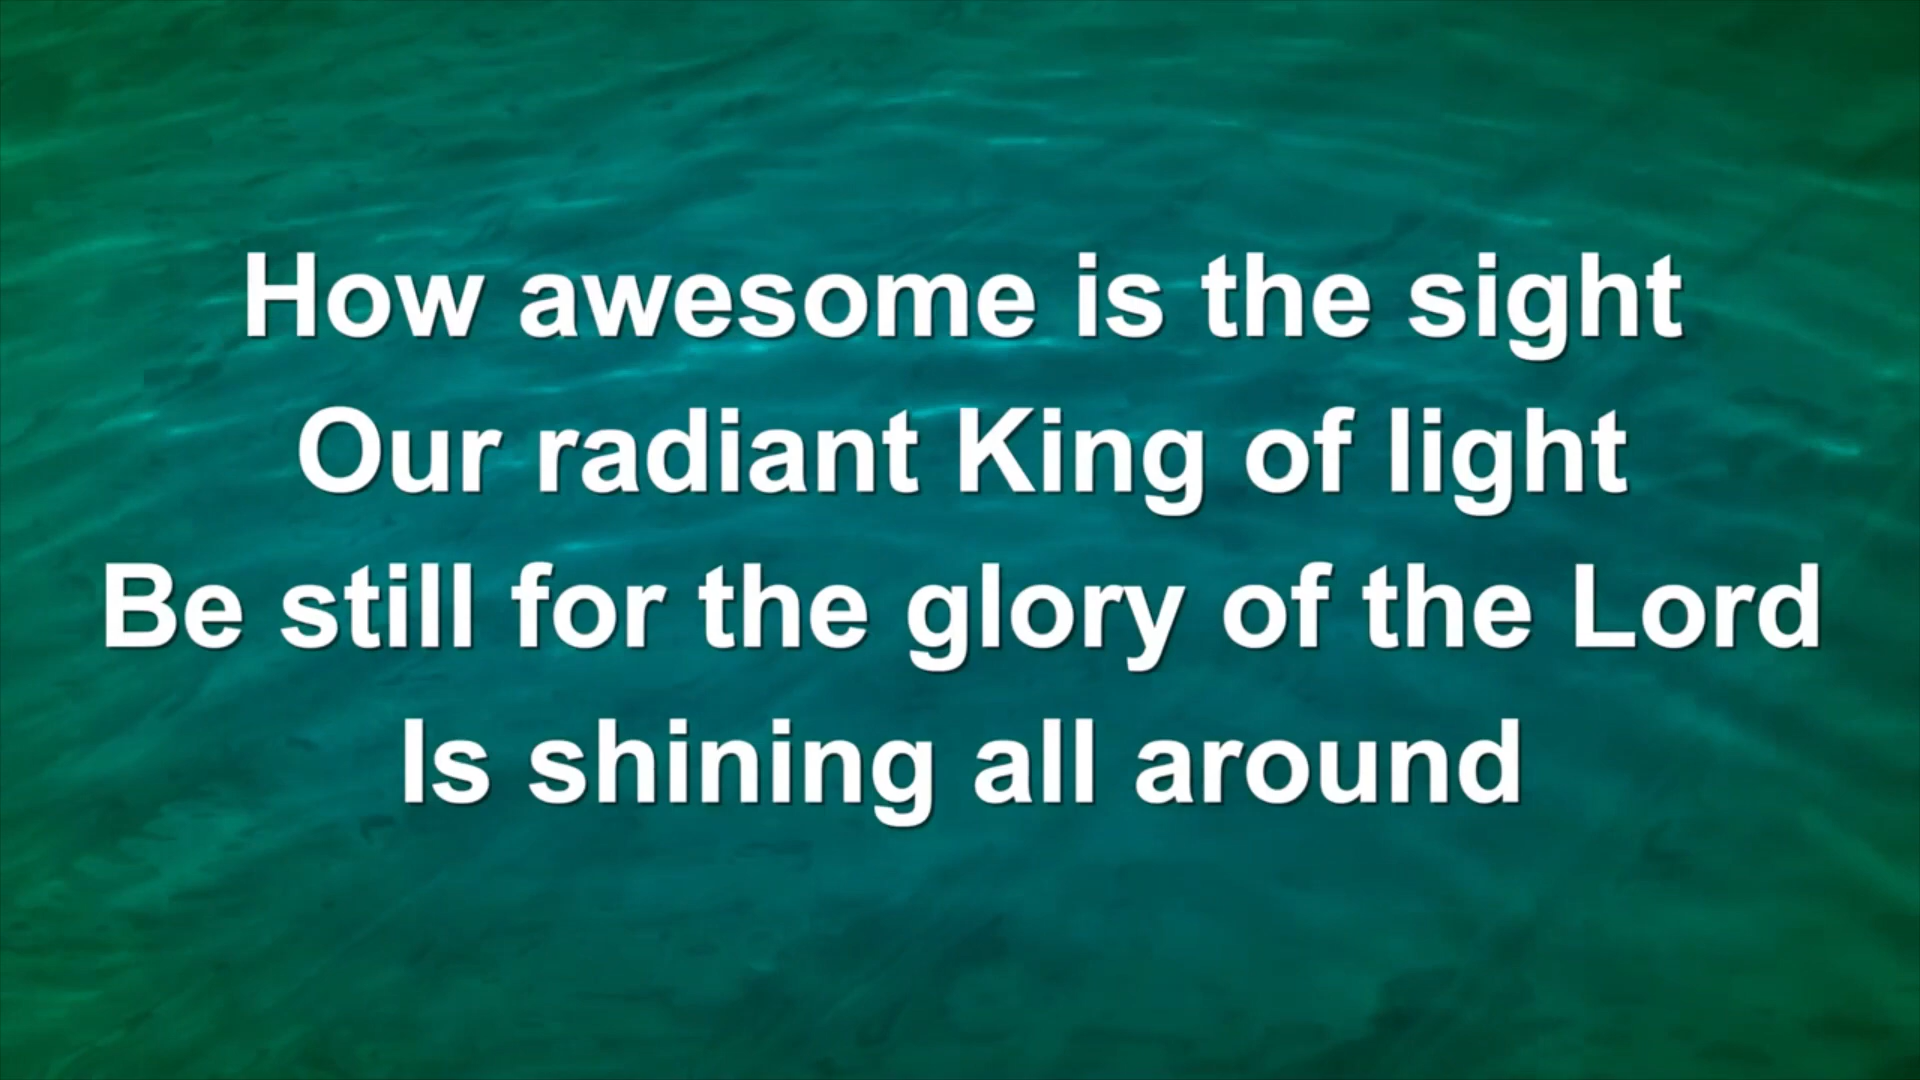 How awesome is the sight
Our radiant King of light
Be still for the glory of the Lord
Is shining all around